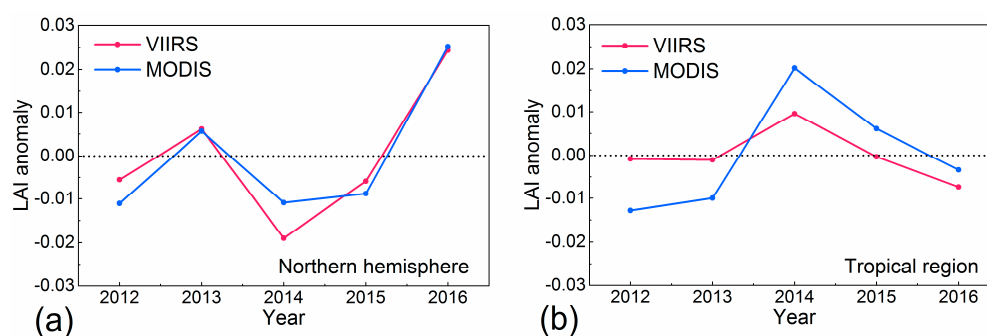 0.03
0.02
0.01
0.00
-0.01
-0.02
-0.03
LAI anomaly
VIIRS
MODIS
Northern hemisphere
2012 2013 2014 2015 2016
Year
(a)
0.03
0.02
0.01
0.00
-0.01
-0.02
-0.03
LAI anomaly
VIIRS
MODIS
Tropical region
2012 2013 2014 2015 2016
Year
(b)